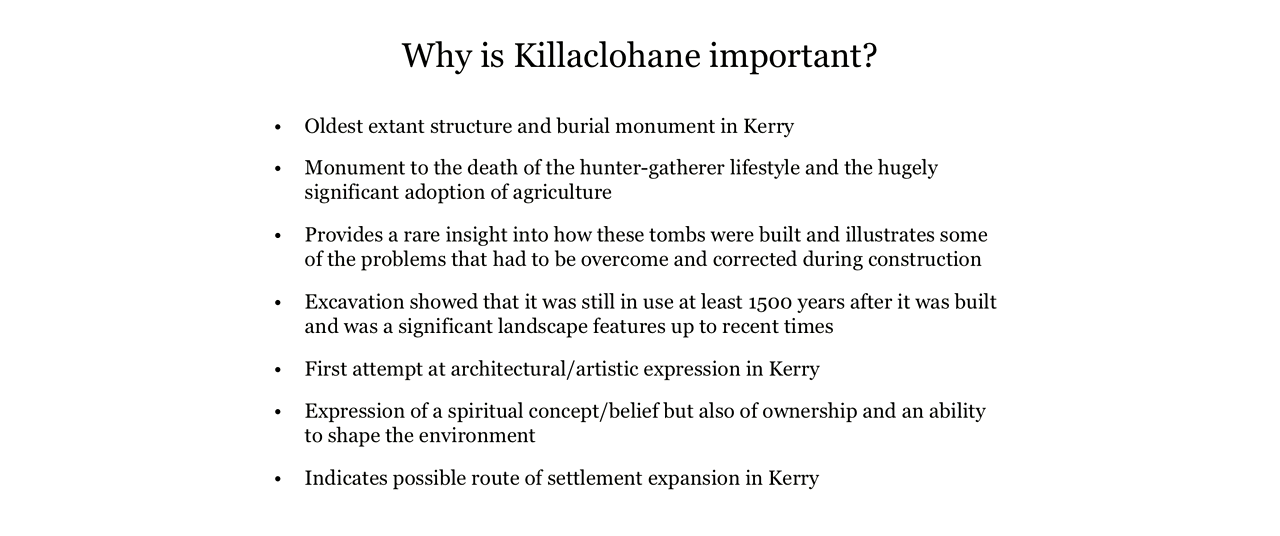 Why is Killaclohane important?
• Oldest extant structure and burial monument in Kerry
• Monument to the death of the hunter-gatherer lifestyle and the hugely
significant adoption of agriculture
• Provides a rare insight into how these tombs were built and illustrates some
of the problems that had to be overcome and corrected during construction
• Excavation showed that it was still in use at least 1500 years after it was built
and was a significant landscape features up to recent times
• First attempt at architectural/artistic expression in Kerry
• Expression of a spiritual concept/belief but also of ownership and an ability
to shape the environment
• Indicates possible route of settlement expansion in Kerry